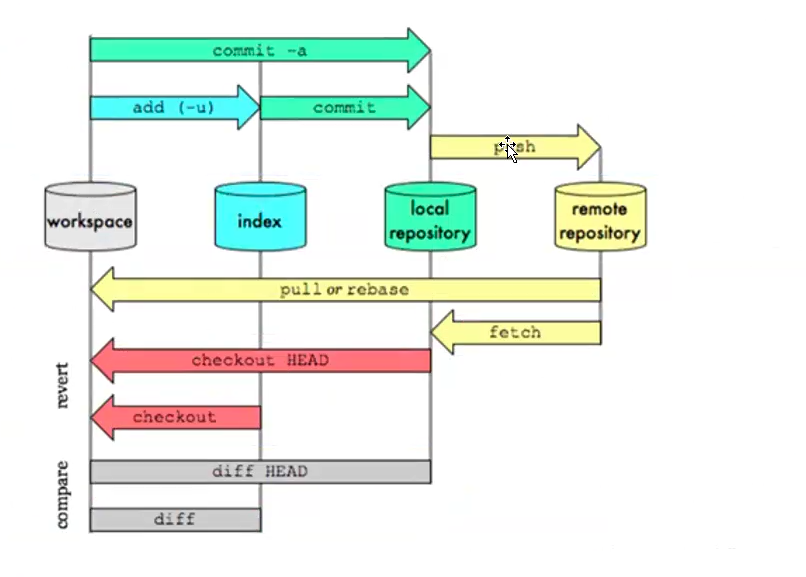 commit -a
add (-u)
commit
push
workspace
index
local
repository
remote
repository
pull or rebase
fetch
checkout HEAD
revert
checkout
diff HEAD
compare
diff